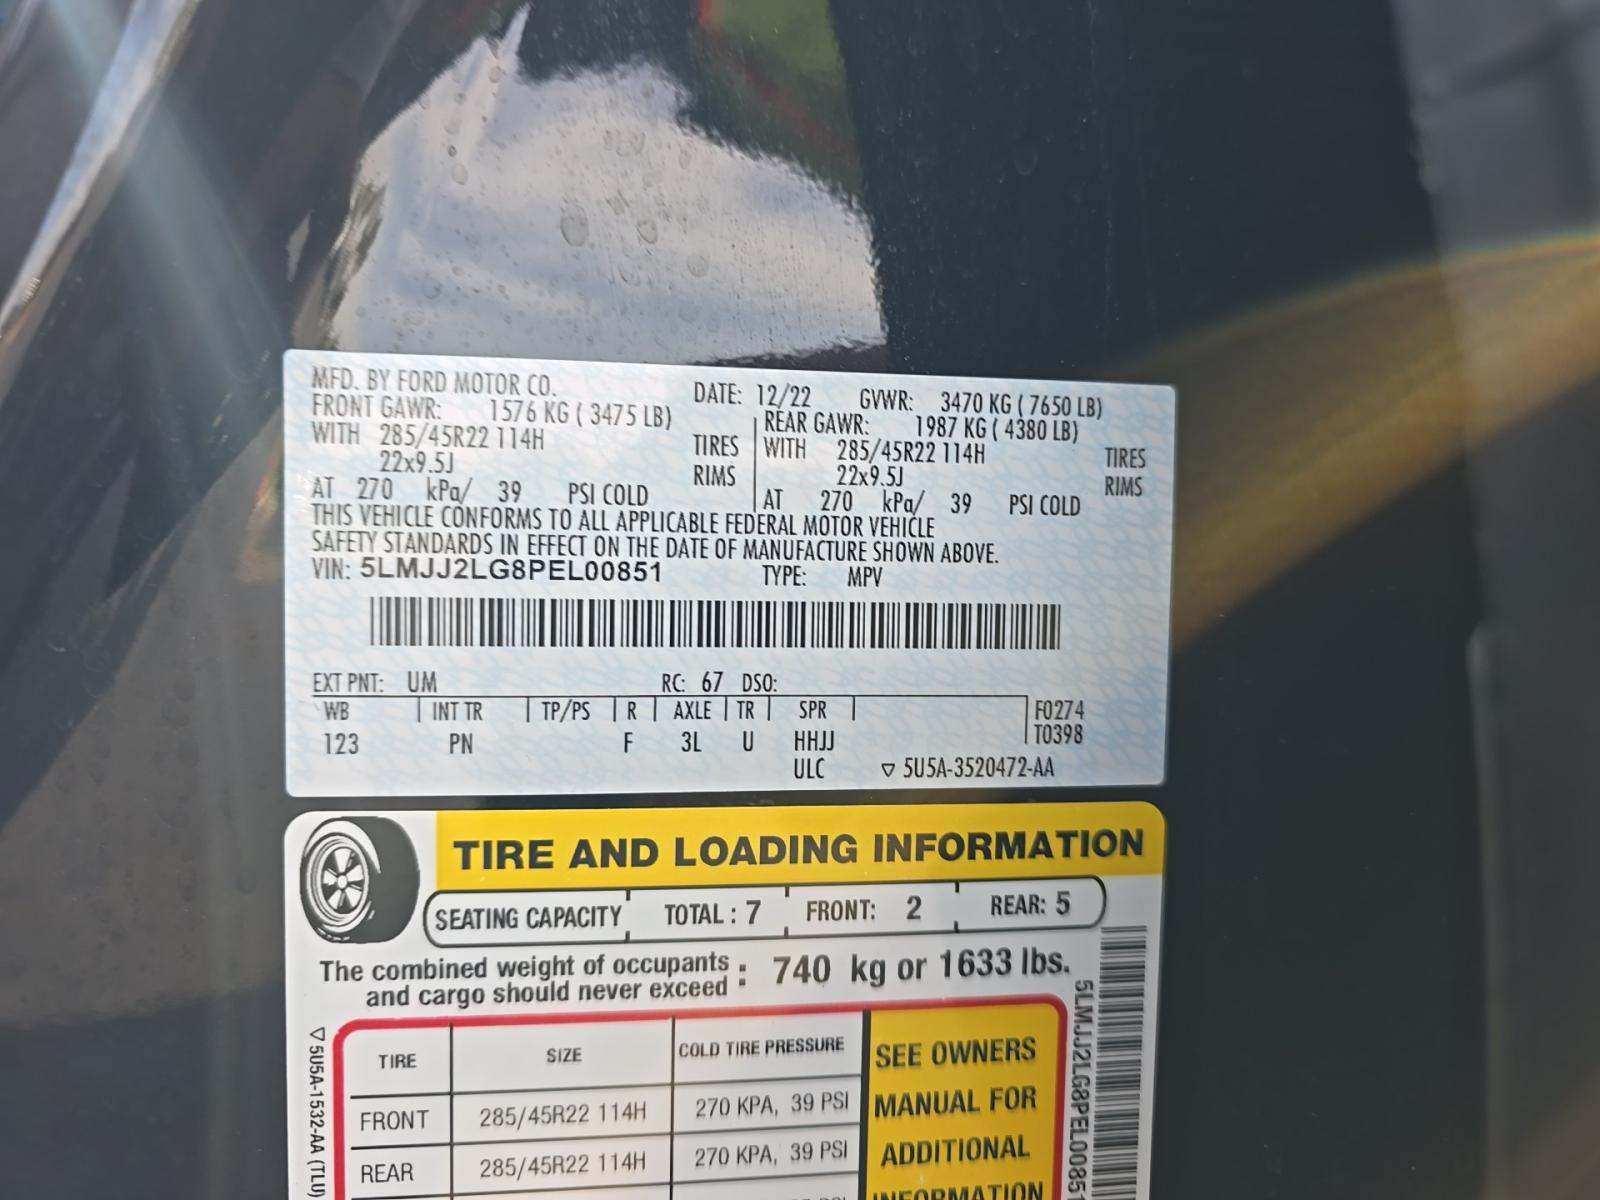 MFD. BY FORD MOTOR CO. DATE: 12/22 GVWR: 3470 KG ( 7650 LB)
FRONT GAWR: 1576 KG ( 3475 LB) REAR GAWR: 1987 KG ( 4380 LB)
WITH 285/45R22 114H TIRES WITH 285/45R22 114H TIRES
22x9.5J RIMS 22x9.5J RIMS
AT 270 kPa/ 39 PSI COLD AT 270 kPa/ 39 PSI COLD
THIS VEHICLE CONFORMS TO ALL APPLICABLE FEDERAL MOTOR VEHICLE
SAFETY STANDARDS IN EFFECT ON THE DATE OF MANUFACTURE SHOWN ABOVE.
VIN: 5LMJJ2LG8PEL00851 TYPE: MPV
EXT PNT: UM RC: 67 DSO:
WB INT TR TP/PS R AXLE TR SPR F0274
123 PN F 3L U HHJJ T0398
ULC ▽ 5U5A-3520472-AA
TIRE AND LOADING INFORMATION
SEATING CAPACITY TOTAL : 7 FRONT: 2 REAR: 5
The combined weight of occupants
and cargo should never exceed : 740 kg or 1633 lbs.
TIRE SIZE COLD TIRE PRESSURE
FRONT 285/45R22 114H 270 KPA, 39 PSI
REAR 285/45R22 114H 270 KPA, 39 PSI
SEE OWNERS
MANUAL FOR
ADDITIONAL
INFORMATION
▽ 5U5A-1532-AA (TLU)
5LMJJ2LG8PEL00851